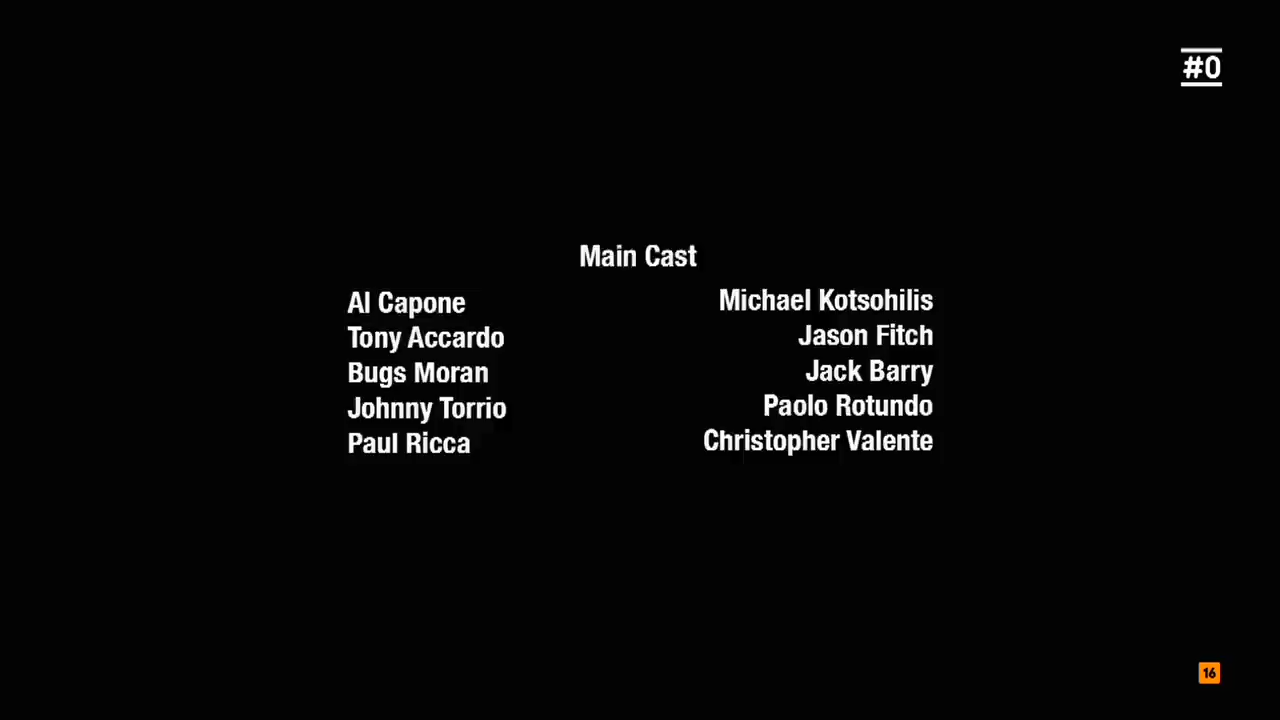 #0
Main Cast
Al Capone Michael Kotsohilis
Tony Accardo Jason Fitch
Bugs Moran Jack Barry
Johnny Torrio Paolo Rotundo
Paul Ricca Christopher Valente
16